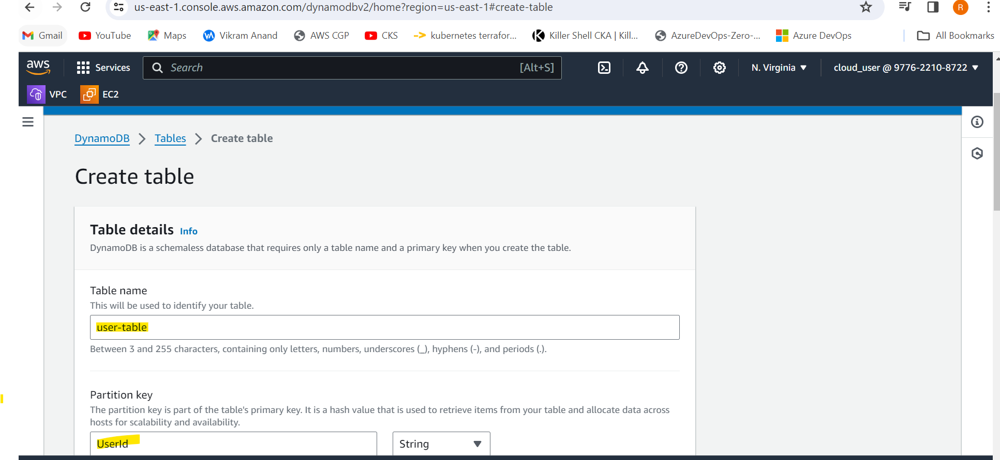 us-east-1.console.aws.amazon.com/dynamodbv2/home?region=us-east-1#create-table
R
Gmail YouTube Maps Vikram Anand AWS CGP CKS kubernetes terrafor... Killer Shell CKA | Kill... AzureDevOps-Zero-... Azure DevOps All Bookmarks
aws Services Search [Alt+S] N. Virginia cloud_user @ 9776-2210-8722
VPC EC2
DynamoDB Tables Create table
Create table
Table details Info
DynamoDB is a schemaless database that requires only a table name and a primary key when you create the table.
Table name
This will be used to identify your table.
user-table
Between 3 and 255 characters, containing only letters, numbers, underscores (_), hyphens (-), and periods (.).
Partition key
The partition key is part of the table's primary key. It is a hash value that is used to retrieve items from your table and allocate data across
hosts for scalability and availability.
UserId String